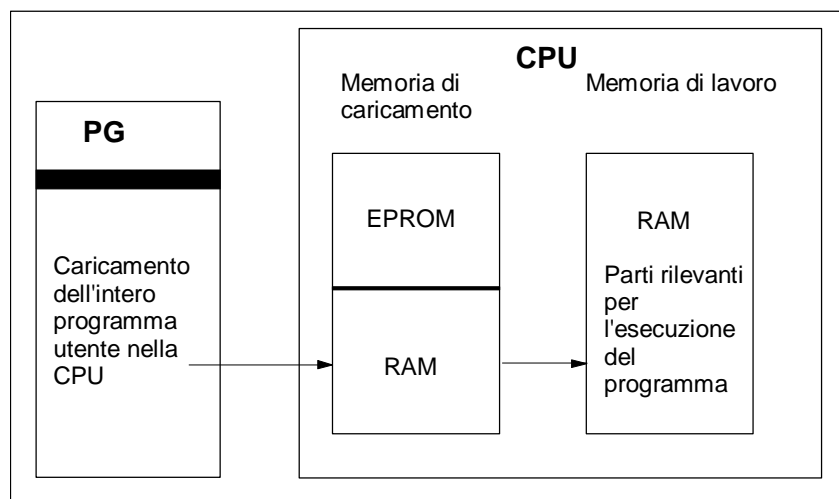 CPU
Memoria di
caricamento
Memoria di lavoro
PG
EPROM
RAM
Caricamento
dell'intero
programma
utente nella
CPU
RAM
Parti rilevanti
per
l'esecuzione
del
programma